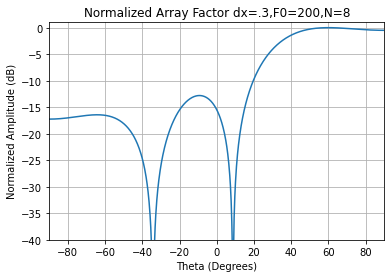 Normalized Array Factor dx=.3,F0=200,N=8
Normalized Amplitude (dB)
0
−5
−10
−15
−20
−25
−30
−35
−40
−80 −60 −40 −20 0 20 40 60 80
Theta (Degrees)